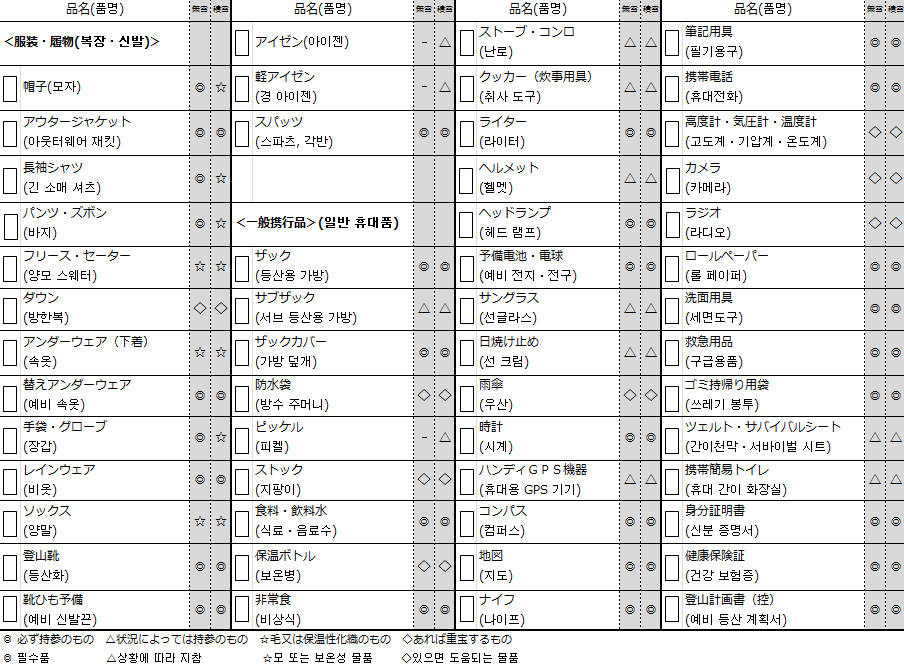 品名(품명) 無雪 積雪
<服装・履物(복장・신발)>
帽子(모자) ◎ ☆
アウタージャケット
(아웃터웨어 재킷) ◎ ◎
長袖シャツ
(긴 소매 셔츠) ◎ ☆
パンツ・ズボン
(바지) ◎ ☆
フリース・セーター
(양모 스웨터) ☆ ☆
ダウン
(방한복) ◇ ◇
アンダーウェア（下着）
(속옷) ☆ ☆
替えアンダーウェア
(예비 속옷) ◎ ◎
手袋・グローブ
(장갑) ◎ ☆
レインウェア
(비옷) ◎ ◎
ソックス
(양말) ☆ ☆
登山靴
(등산화) ◎ ◎
靴ひも予備
(예비 신발끈) ◎ ◎
品名(품명) 無雪 積雪
アイゼン(아이젠) - △
軽アイゼン
(경 아이젠) - △
スパッツ
(스파츠, 각반) ◎ ◎
<一般携行品>(일반 휴대품)
ザック
(등산용 가방) ◎ ◎
サブザック
(서브 등산용 가방) △ △
ザックカバー
(가방 덮개) ◎ ◎
防水袋
(방수 주머니) ◇ ◇
ピッケル
(피켈) - △
ストック
(지팡이) ◇ ◇
食料・飲料水
(식료・음료수) ◎ ◎
保温ボトル
(보온병) ◇ ◇
非常食
(비상식) ◎ ◎
品名(품명) 無雪 積雪
ストーブ・コンロ
(난로) △ △
クッカー（炊事用具）
(취사 도구) △ △
ライター
(라이터) ◎ ◎
ヘルメット
(헬멧) △ △
ヘッドランプ
(헤드 램프) ◎ ◎
予備電池・電球
(예비 전지・전구) ◎ ◎
サングラス
(선글라스) △ △
日焼け止め
(선 크림) △ △
雨傘
(우산) ◇ ◇
時計
(시계) ◎ ◎
ハンディＧＰＳ機器
(휴대용 GPS 기기) △ △
コンパス
(컴퍼스) ◎ ◎
地図
(지도) ◎ ◎
ナイフ
(나이프) ◎ ◎
品名(품명) 無雪 積雪
筆記用具
(필기용구) ◎ ◎
携帯電話
(휴대전화) ◎ ◎
高度計・気圧計・温度計
(고도계・기압계・온도계) ◇ ◇
カメラ
(카메라) ◇ ◇
ラジオ
(라디오) ◇ ◇
ロールペーパー
(롤 페이퍼) ◎ ◎
洗面用具
(세면도구) ◎ ◎
救急用品
(구급용품) ◎ ◎
ゴミ持帰り用袋
(쓰레기 봉투) ◎ ◎
ツェルト・サバイバルシート
(간이천막・서바이벌 시트) △ △
携帯簡易トイレ
(휴대 간이 화장실) △ △
身分証明書
(신분 증명서) ◎ ◎
健康保険証
(건강 보험증) ◎ ◎
登山計画書（控）
(예비 등산 계획서) ◎ ◎
◎ 必ず持参のもの △状況によっては持参のもの ☆毛又は保温性化繊のもの ◇あれば重宝するもの
◎ 필수품 △상황에 따라 지참 ☆모 또는 보온성 물품 ◇있으면 도움되는 물품